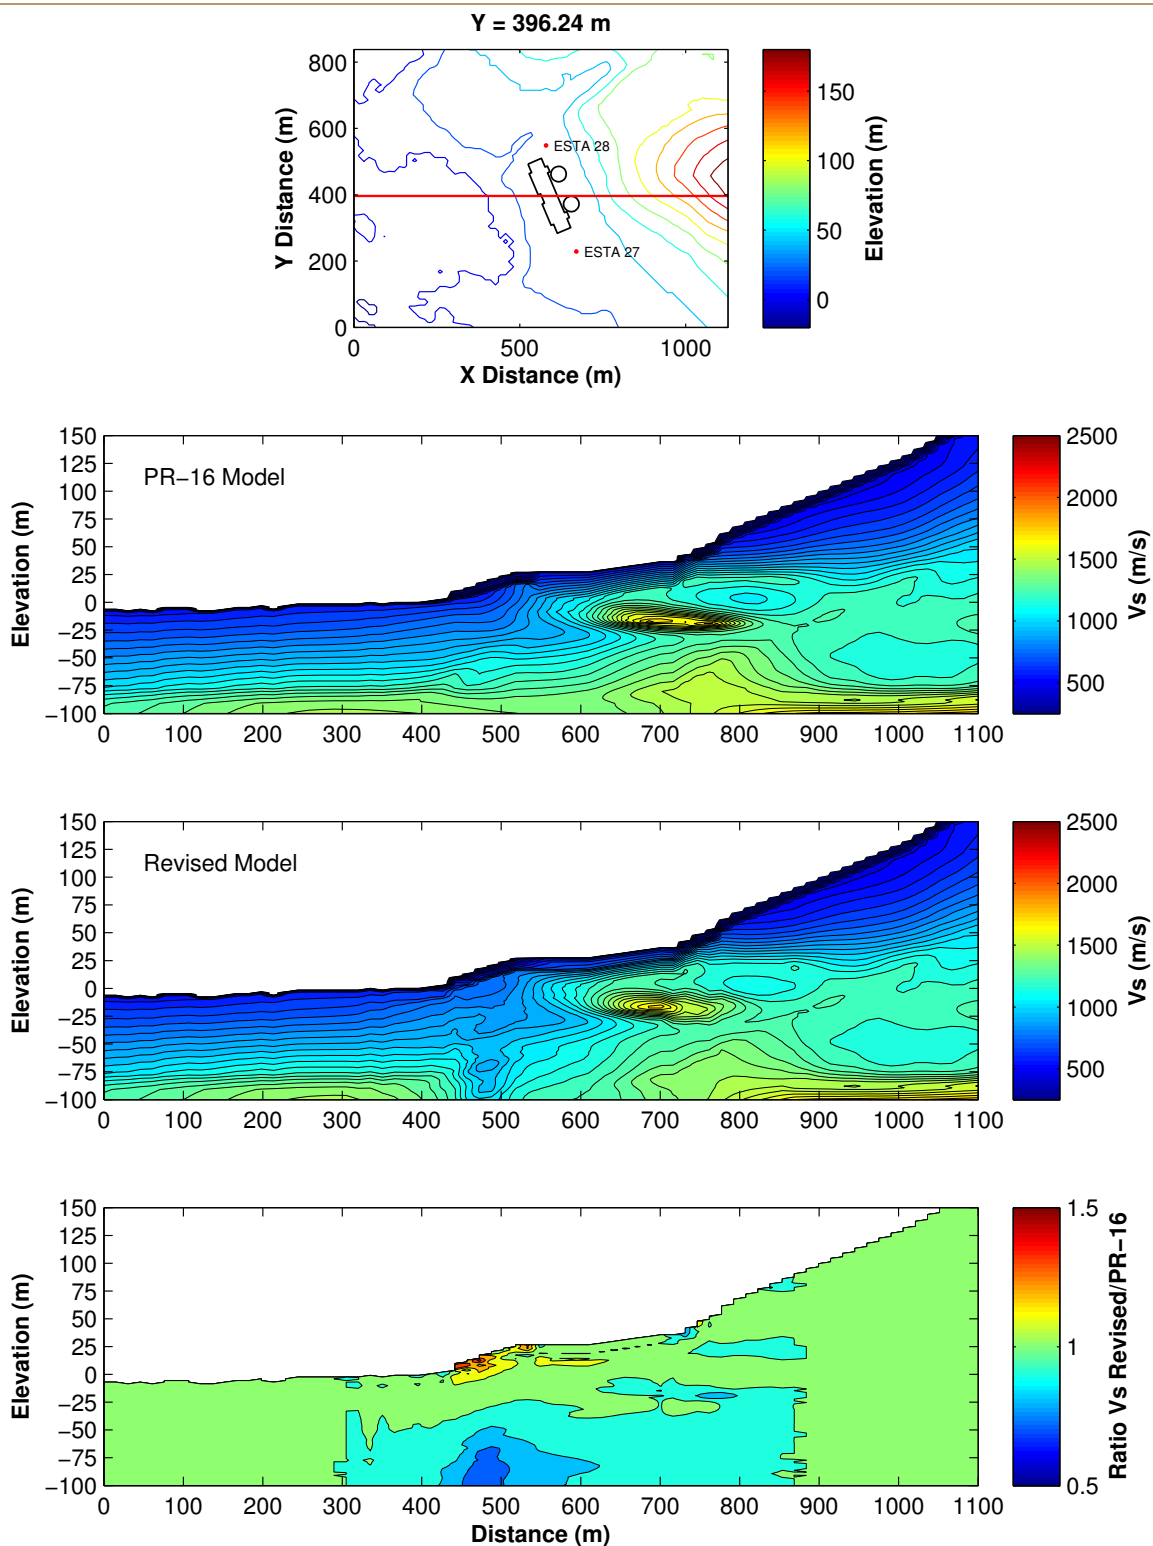 Y = 396.24 m
800
600
400
200
0
Y Distance (m)
0 500 1000
X Distance (m)
ESTA 28
ESTA 27
150
100
50
0
Elevation (m)
150
125
100
75
50
25
0
−25
−50
−75
−100
Elevation (m)
PR−16 Model
0 100 200 300 400 500 600 700 800 900 1000 1100
2500
2000
1500
1000
500
Vs (m/s)
150
125
100
75
50
25
0
−25
−50
−75
−100
Elevation (m)
Revised Model
0 100 200 300 400 500 600 700 800 900 1000 1100
2500
2000
1500
1000
500
Vs (m/s)
150
125
100
75
50
25
0
−25
−50
−75
−100
Elevation (m)
0 100 200 300 400 500 600 700 800 900 1000 1100
Distance (m)
1.5
1
0.5
Ratio Vs Revised/PR−16